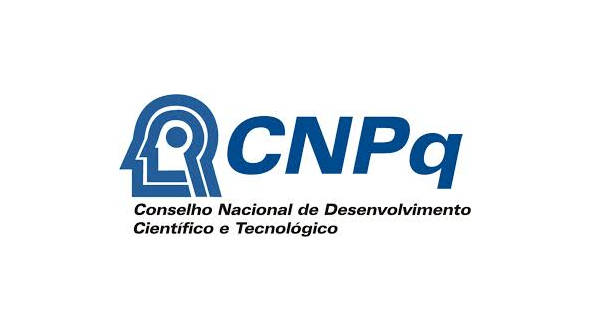 CNPq
Conselho Nacional de Desenvolvimento
Científico e Tecnológico